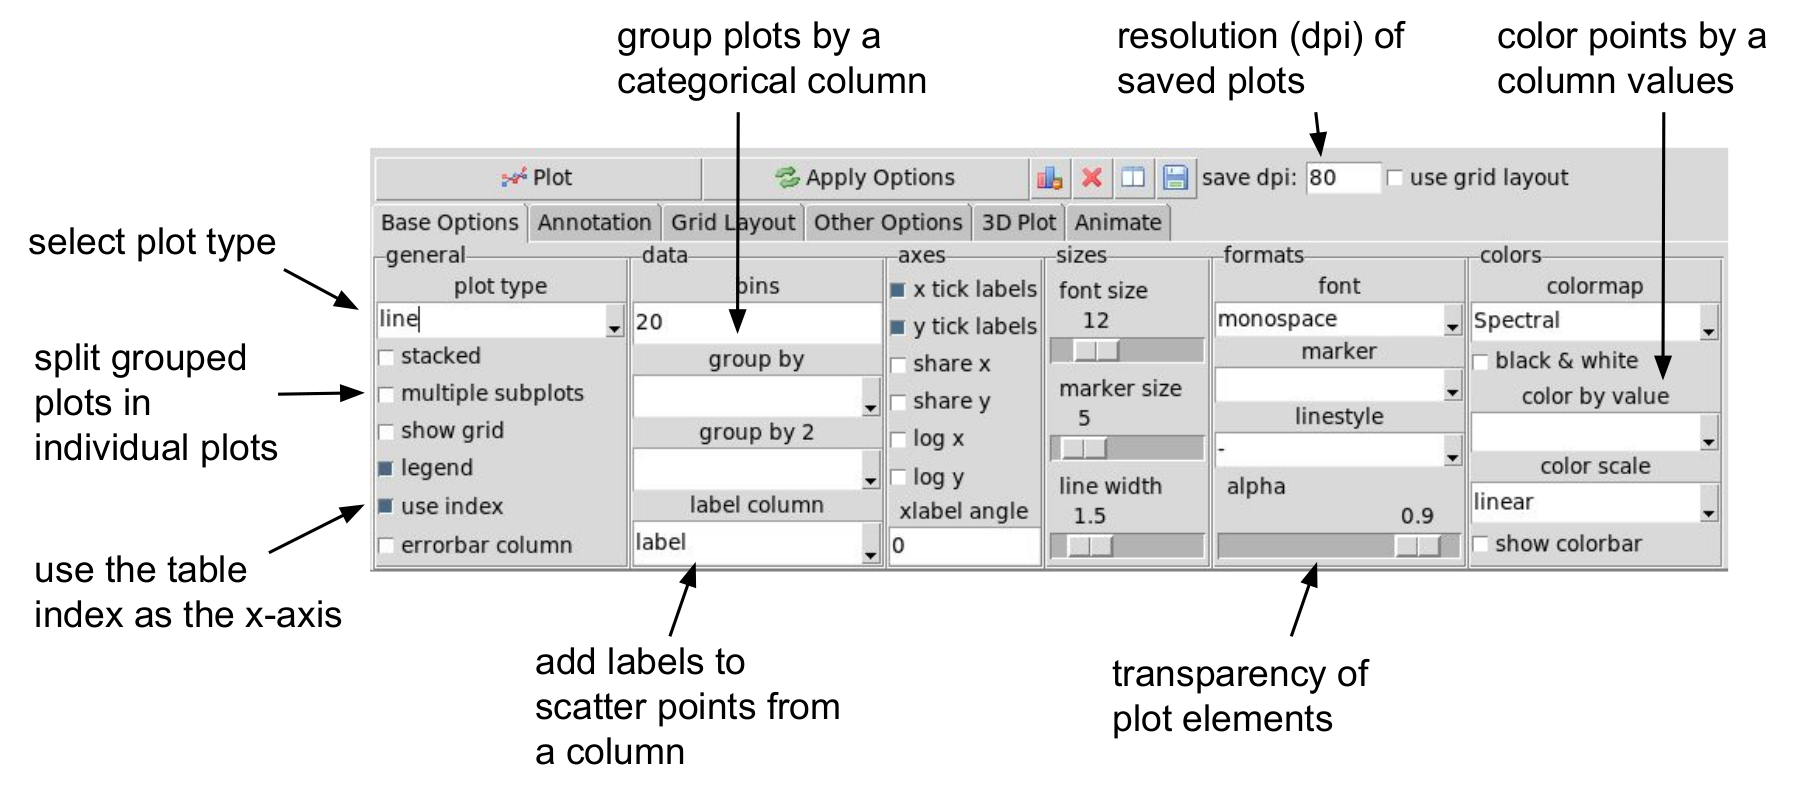 group plots by a
categorical column
resolution (dpi) of
saved plots
color points by a
column values
Plot
Apply Options
save dpi:
80
use grid layout
Base Options
Annotation
Grid Layout
Other Options
3D Plot
Animate
select plot type
split grouped
plots in
individual plots
use the table
index as the x-axis
general
plot type
line
stacked
multiple subplots
show grid
legend
use index
errorbar column
data
bins
20
group by
group by 2
label column
label
axes
x tick labels
y tick labels
share x
share y
log x
log y
xlabel angle
0
sizes
font size
12
marker size
5
line width
1.5
formats
font
monospace
marker
linestyle
-
alpha
0.9
colors
colormap
Spectral
black & white
color by value
color scale
linear
show colorbar
add labels to
scatter points from
a column
transparency of
plot elements